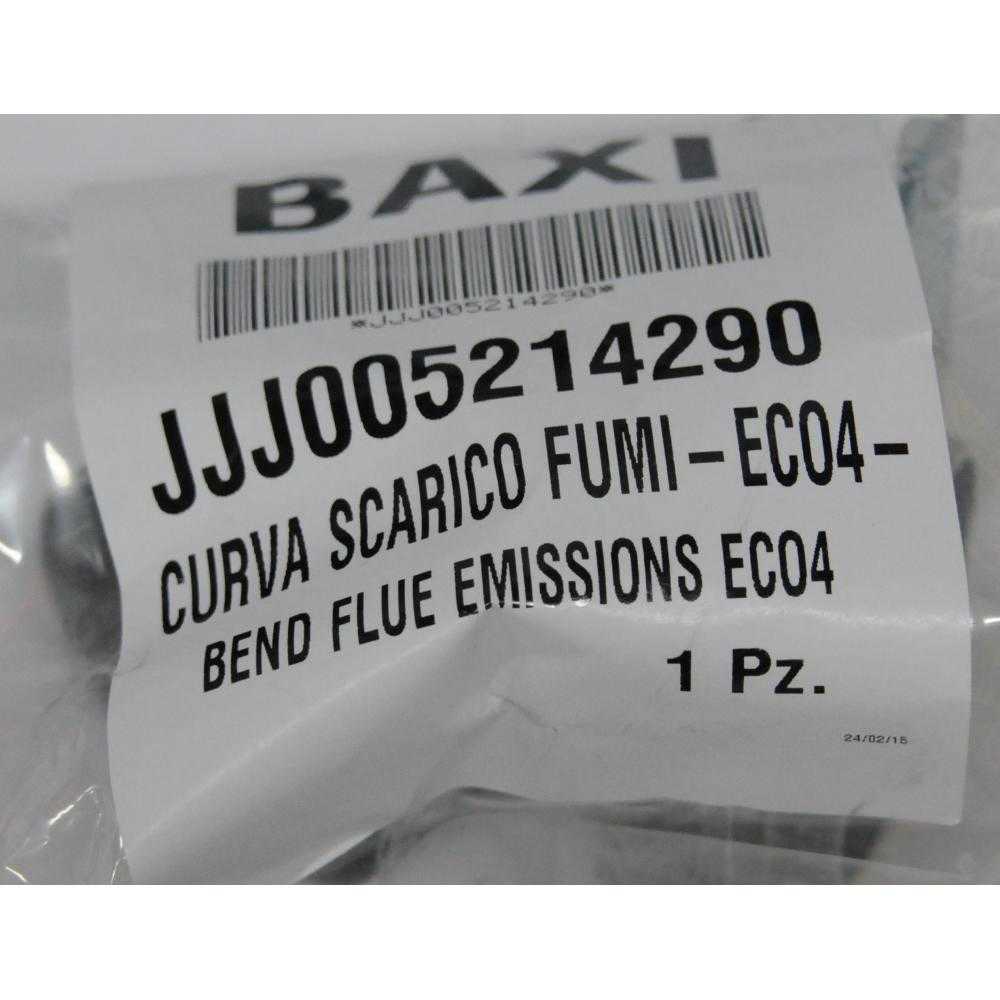 BAXI
*JJJ005214290*
JJJ005214290
CURVA SCARICO FUMI - ECO4 -
BEND FLUE EMISSIONS ECO4
1 Pz.
24/02/15